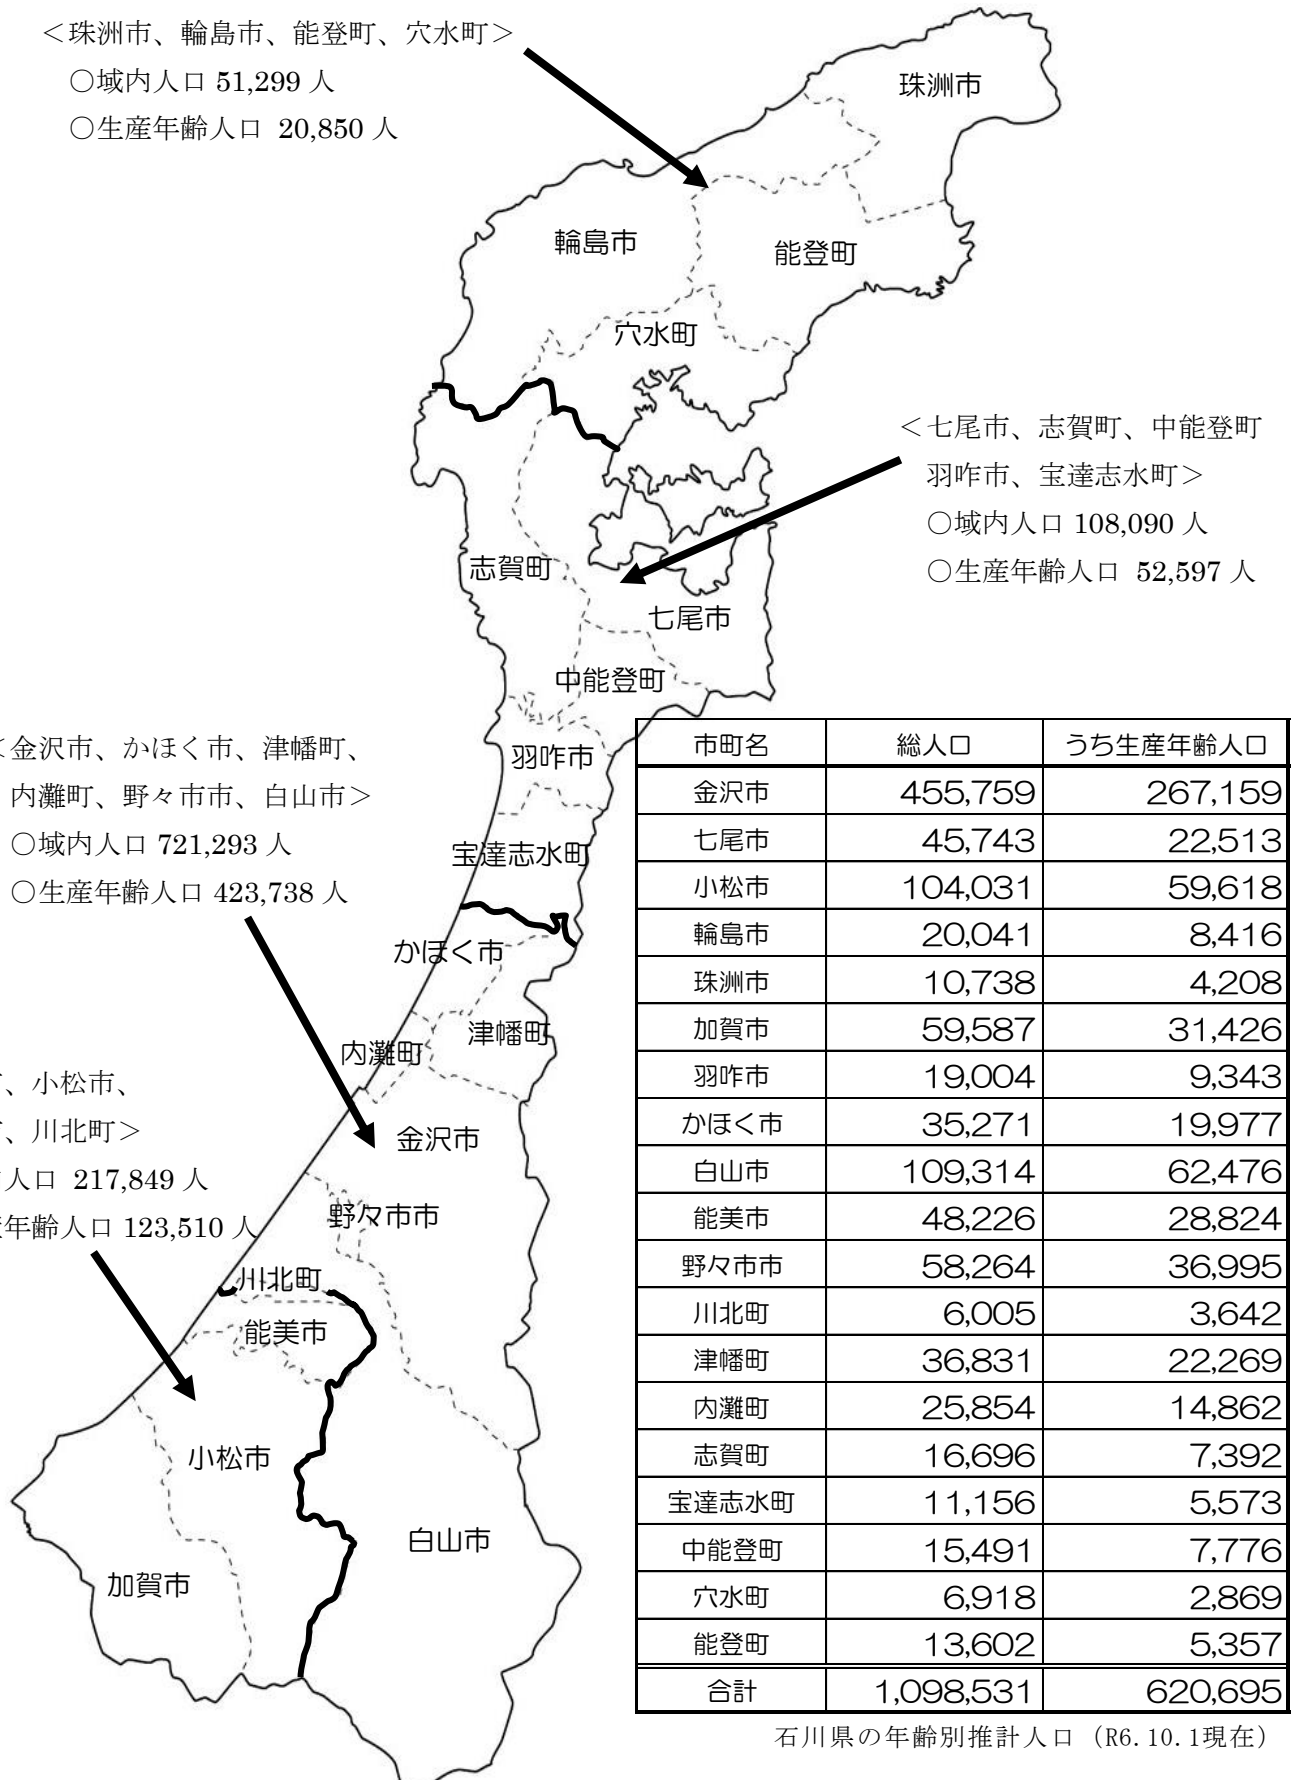 ＜珠洲市、輪島市、能登町、穴水町＞
〇域内人口 51,299 人
〇生産年齢人口 20,850 人
珠洲市
輪島市
能登町
穴水町
＜七尾市、志賀町、中能登町
羽咋市、宝達志水町＞
〇域内人口 108,090 人
〇生産年齢人口 52,597 人
志賀町
七尾市
中能登町
羽咋市
宝達志水町
＜金沢市、かほく市、津幡町、
内灘町、野々市市、白山市＞
〇域内人口 721,293 人
〇生産年齢人口 423,738 人
かほく市
津幡町
内灘町
金沢市
、小松市、
、川北町＞
人口 217,849 人
年齢人口 123,510 人
野々市市
川北町
能美市
小松市
白山市
加賀市
市町名 総人口 うち生産年齢人口
金沢市 455,759 267,159
七尾市 45,743 22,513
小松市 104,031 59,618
輪島市 20,041 8,416
珠洲市 10,738 4,208
加賀市 59,587 31,426
羽咋市 19,004 9,343
かほく市 35,271 19,977
白山市 109,314 62,476
能美市 48,226 28,824
野々市市 58,264 36,995
川北町 6,005 3,642
津幡町 36,831 22,269
内灘町 25,854 14,862
志賀町 16,696 7,392
宝達志水町 11,156 5,573
中能登町 15,491 7,776
穴水町 6,918 2,869
能登町 13,602 5,357
合計 1,098,531 620,695
石川県の年齢別推計人口（R6.10.1現在）